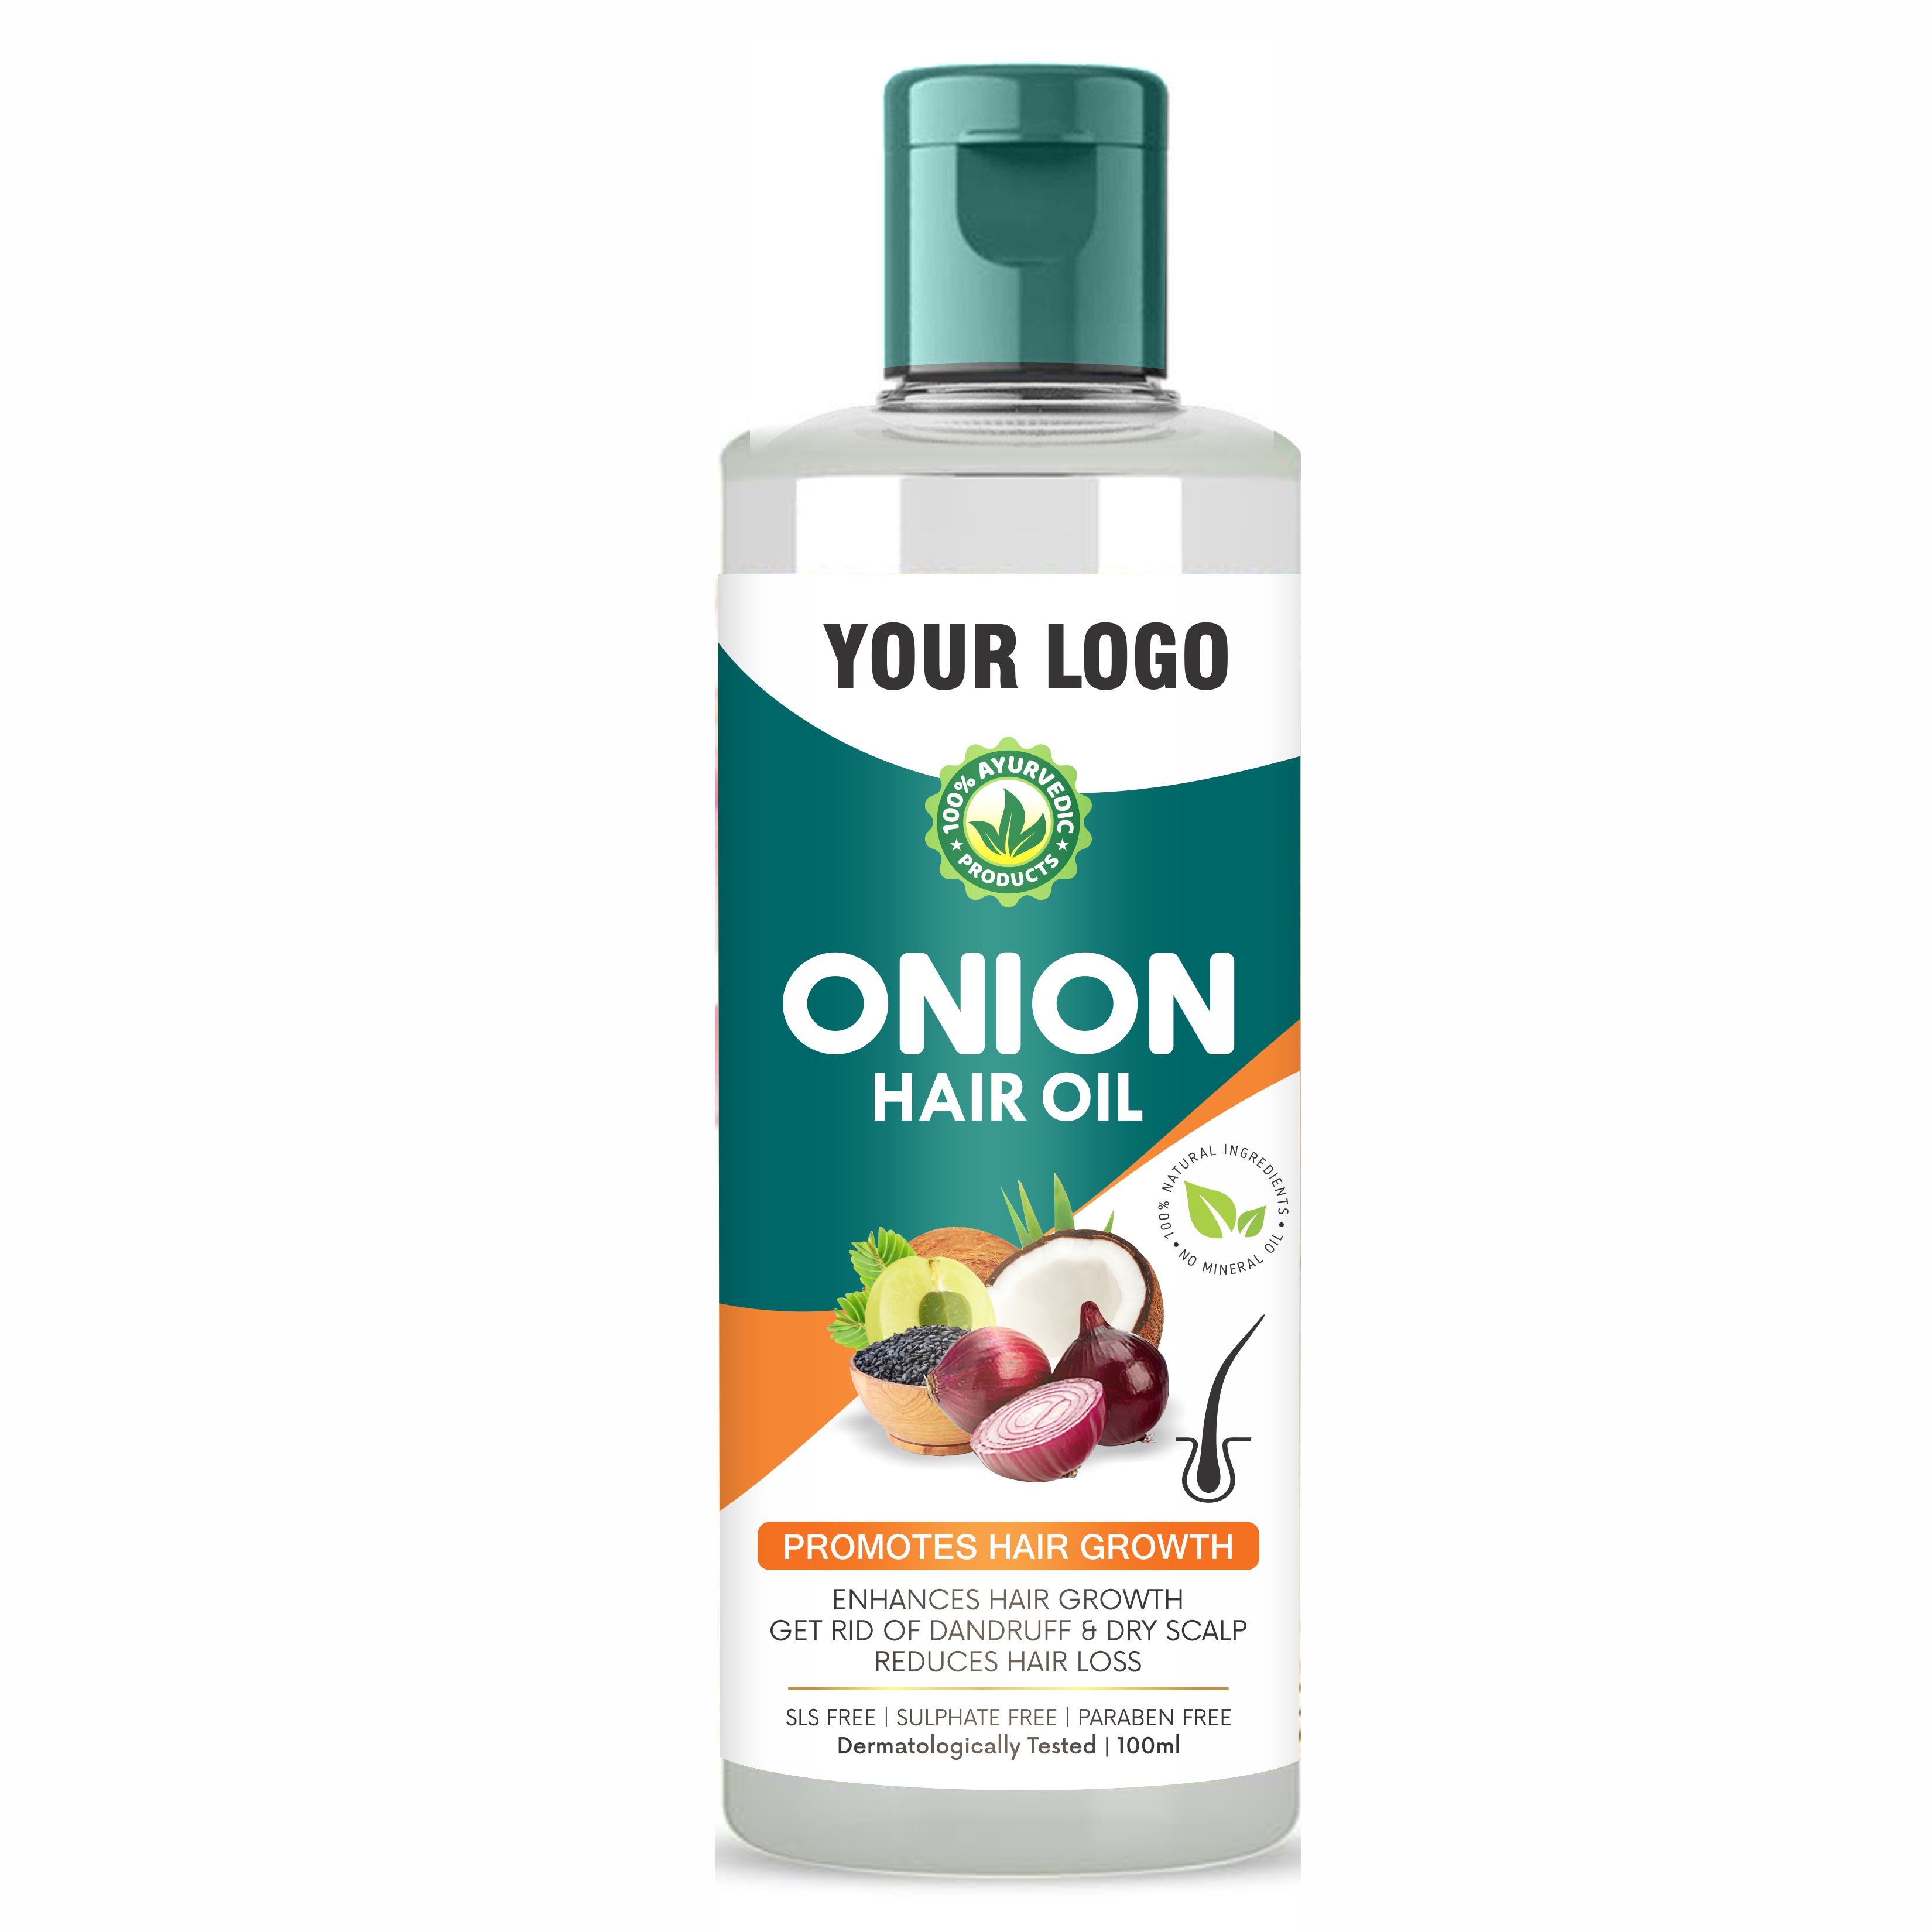 YOUR LOGO
100% AYURVEDIC
PRODUCTS
ONION
HAIR OIL
100% NATURAL INGREDIENTS •
NO MINERAL OIL •
PROMOTES HAIR GROWTH
ENHANCES HAIR GROWTH
GET RID OF DANDRUFF & DRY SCALP
REDUCES HAIR LOSS
SLS FREE | SULPHATE FREE | PARABEN FREE
Dermatologically Tested | 100ml